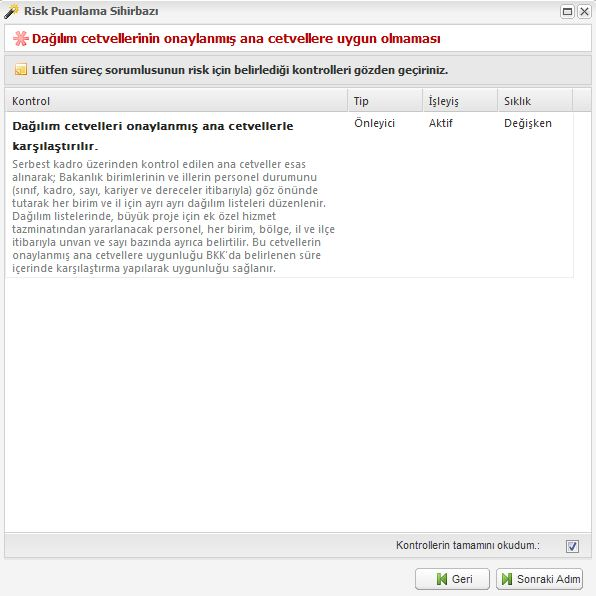 Risk Puanlama Sihirbazı
Dağılım cetvellerinin onaylanmış ana cetvellere uygun olmaması
Lütfen süreç sorumlusunun risk için belirlediği kontrolleri gözden geçiriniz.
Kontrol Tip İşleyiş Sıklık
Dağılım cetvelleri onaylanmış ana cetvellerle Önleyici Aktif Değişken
karşılaştırılır.
Serbest kadro üzerinden kontrol edilen ana cetveller esas
alınarak; Bakanlık birimlerinin ve illerin personel durumunu
(sınıf, kadro, sayı, kariyer ve dereceler itibarıyla) göz önünde
tutarak her birim ve il için ayrı ayrı dağılım listeleri düzenlenir.
Dağılım listelerinde, büyük proje için ek özel hizmet
tazminatından yararlanacak personel, her birim, bölge, il ve ilçe
itibarıyla unvan ve sayı bazında ayrıca belirtilir. Bu cetvellerin
onaylanmış ana cetvellere uygunluğu BKK'da belirlenen süre
içerinde karşılaştırma yapılarak uygunluğu sağlanır.
Kontrollerin tamamını okudum.:
Geri Sonraki Adım